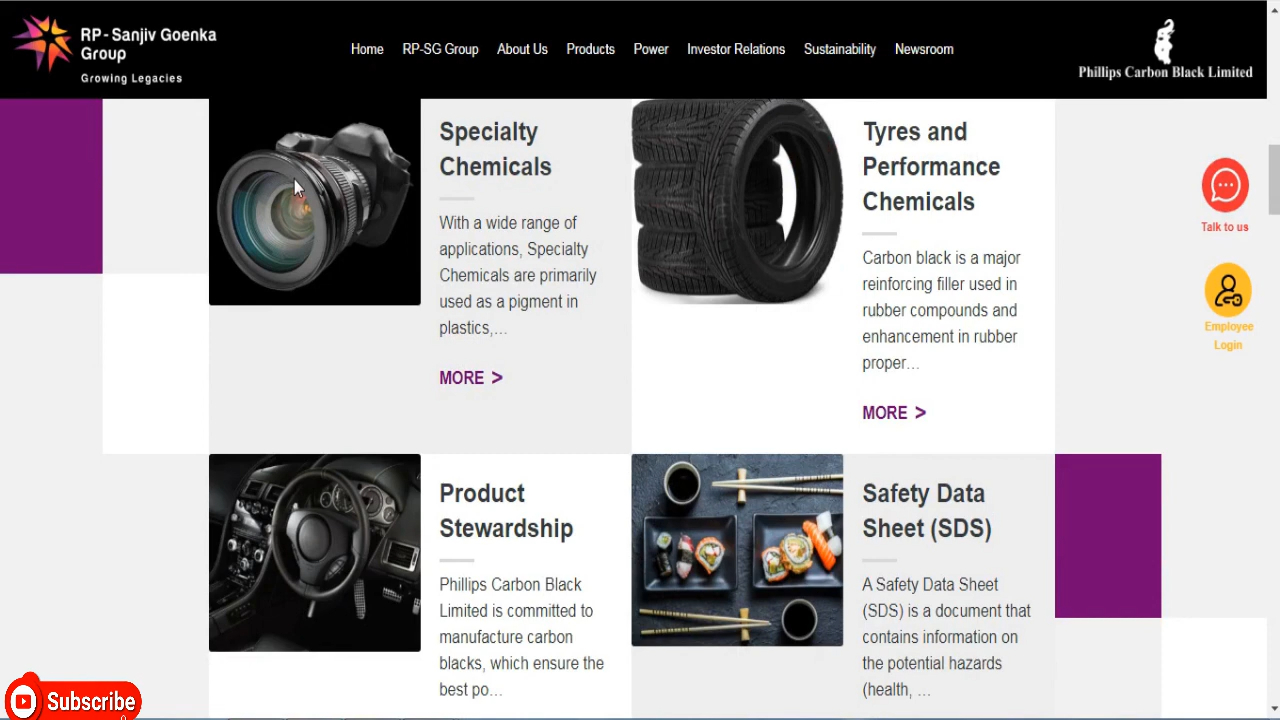 RP - Sanjiv Goenka
Group
Growing Legacies
Home
RP-SG Group
About Us
Products
Power
Investor Relations
Sustainability
Newsroom
Phillips Carbon Black Limited
Specialty
Chemicals
With a wide range of
applications, Specialty
Chemicals are primarily
used as a pigment in
plastics,...
MORE >
Tyres and
Performance
Chemicals
Carbon black is a major
reinforcing filler used in
rubber compounds and
enhancement in rubber
proper...
MORE >
Talk to us
Employee
Login
Product
Stewardship
Phillips Carbon Black
Limited is committed to
manufacture carbon
blacks, which ensure the
best po...
Safety Data
Sheet (SDS)
A Safety Data Sheet
(SDS) is a document that
contains information on
the potential hazards
(health, ...
Subscribe